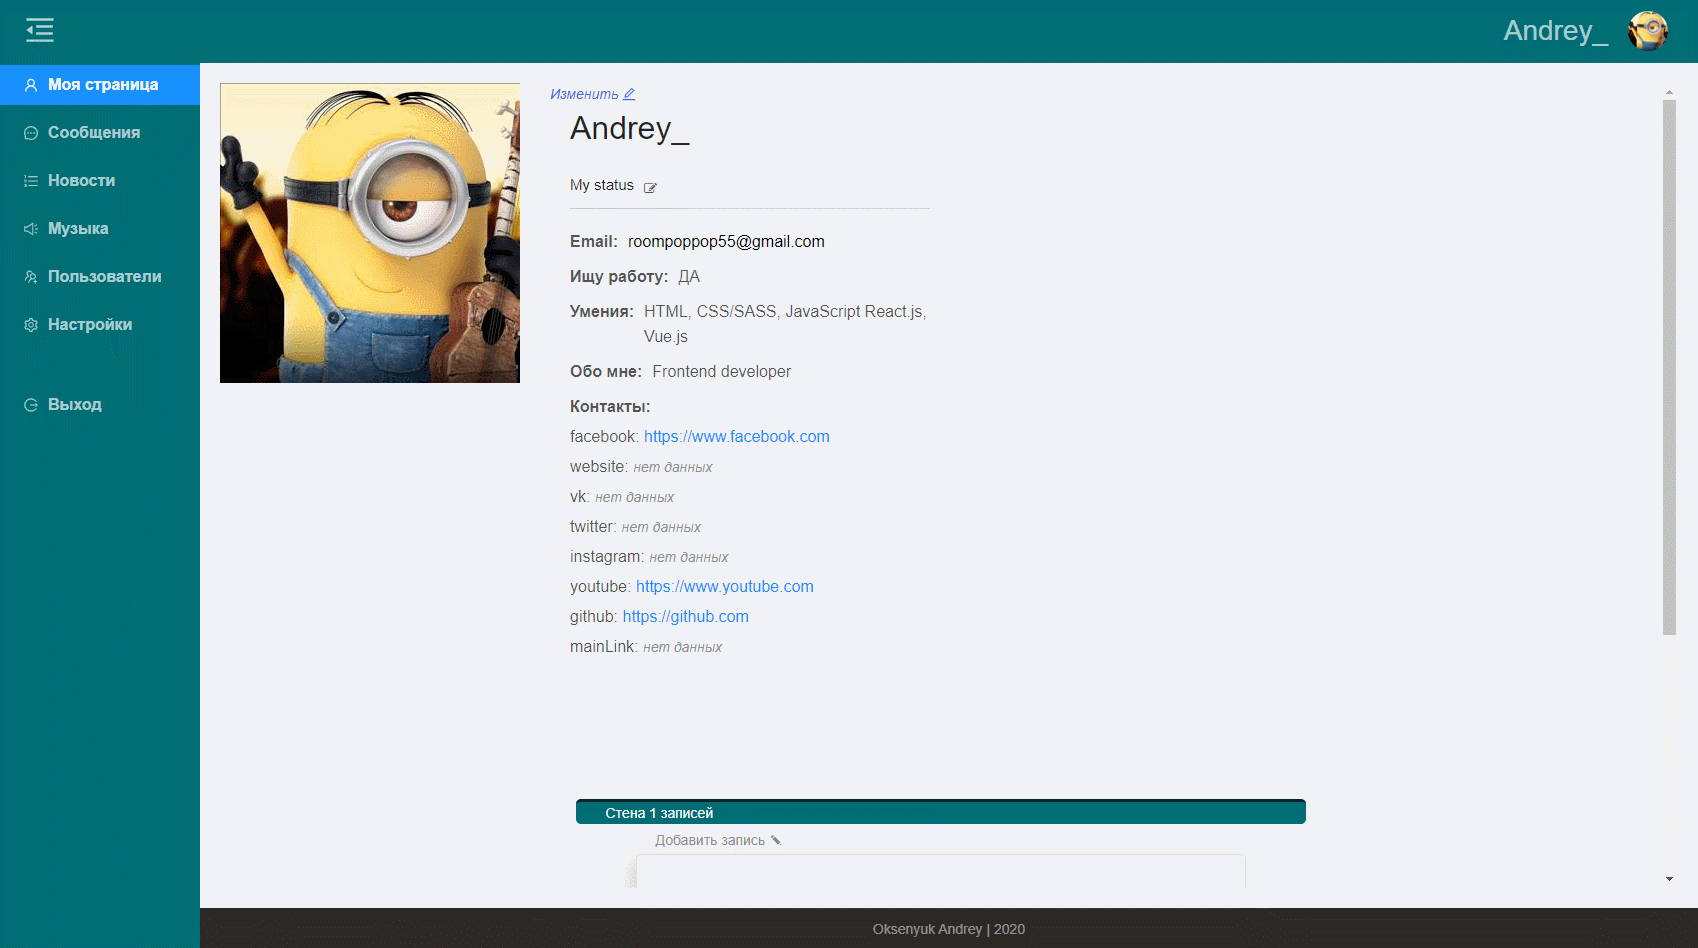 Andrey_
Моя страница
Сообщения
Новости
Музыка
Пользователи
Настройки
Выход
Изменить
Andrey_
My status
Email: roompoppop55@gmail.com
Ищу работу: ДА
Умения: HTML, CSS/SASS, JavaScript React.js,
Vue.js
Обо мне: Frontend developer
Контакты:
facebook: https://www.facebook.com
website: нет данных
vk: нет данных
twitter: нет данных
instagram: нет данных
youtube: https://www.youtube.com
github: https://github.com
mainLink: нет данных
Стена 1 записей
Добавить запись
Oksenyuk Andrey | 2020